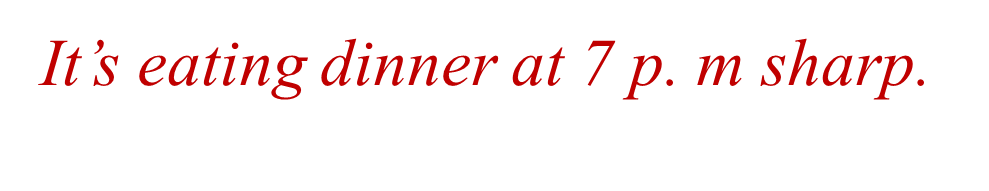 It’s eating dinner at 7 p. m sharp.